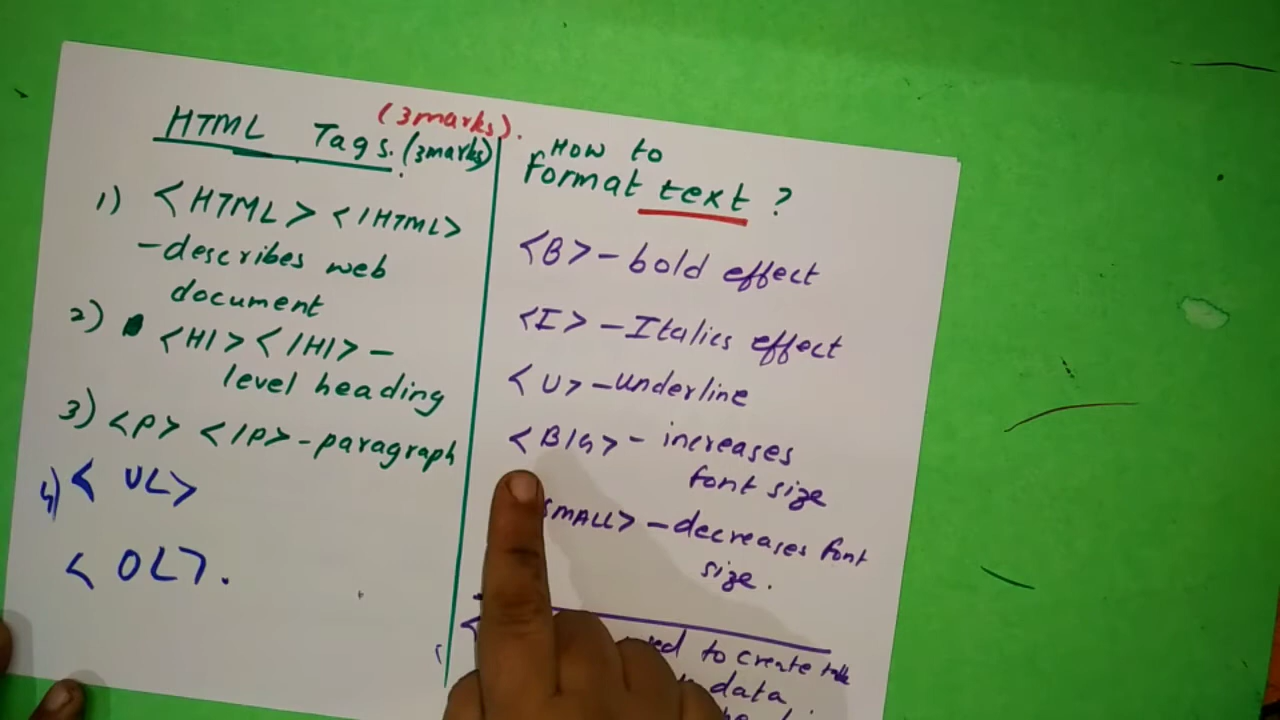 (3marks).
HTML Tags. (3marks)
1) <HTML> </HTML>
- describes web
document
2) <H1> </H1> -
level heading
3) <P> </P> - paragraph
4) < UL>
< OL>.
HOW to
format text ?
<B> - bold effect
<I> - Italics effect
< U> - underline
<BIG> - increases
font size
SMALL> - decreases font
size.
to create
data